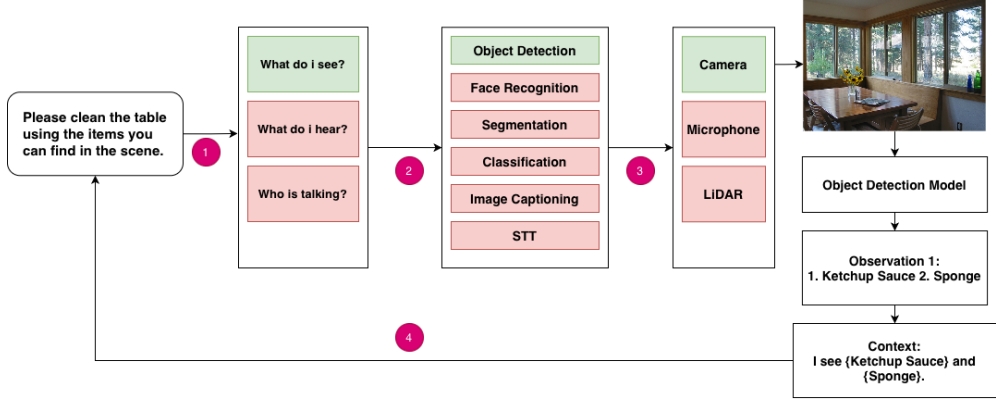 Please clean the table
using the items you
can find in the scene.
1
What do i see?
What do i hear?
Who is talking?
2
Object Detection
Face Recognition
Segmentation
Classification
Image Captioning
STT
3
Camera
Microphone
LiDAR
Object Detection Model
Observation 1:
1. Ketchup Sauce 2. Sponge
Context:
I see {Ketchup Sauce} and
{Sponge}.
4